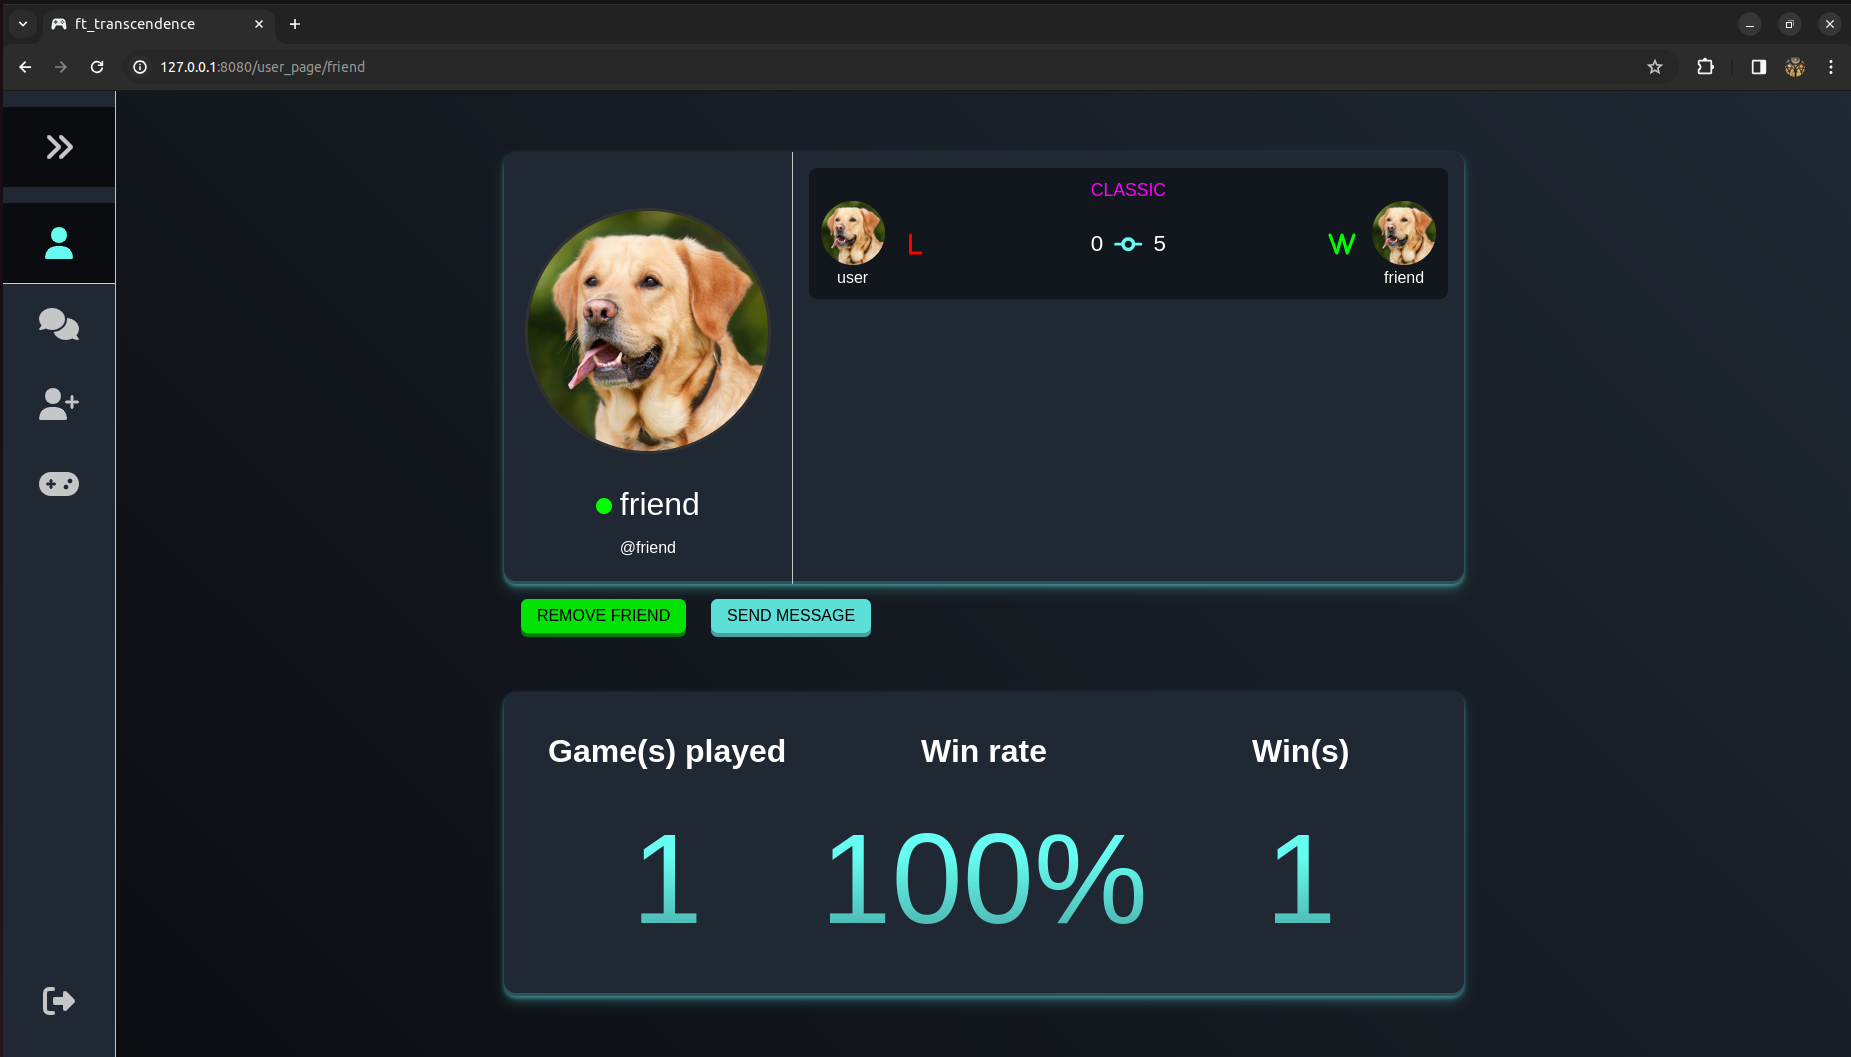 ft_transcendence
127.0.0.1:8080/user_page/friend
CLASSIC
L
0
5
W
user
friend
friend
@friend
REMOVE FRIEND
SEND MESSAGE
Game(s) played
Win rate
Win(s)
1
100%
1